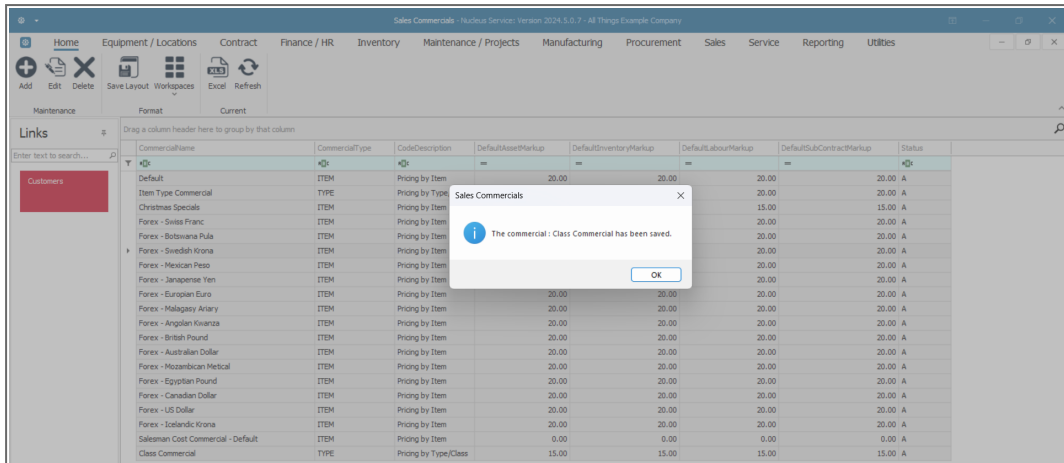 Sales Commercials - Nucleus Service: Version 2024.5.0.7 - All Things Example Company
Home Equipment / Locations Contract Finance / HR Inventory Maintenance / Projects Manufacturing Procurement Sales Service Reporting Utilities
Add Edit Delete Save Layout Workspaces XLS Excel Refresh
Maintenance Format Current
Links
Enter text to search...
Customers
Drag a column header here to group by that column
CommercialName CommercialType CodeDescription DefaultAssetMarkup DefaultInventoryMarkup DefaultLabourMarkup DefaultSubContractMarkup Status
= = = =
Default ITEM Pricing by Item 20.00 20.00 20.00 20.00 A
Item Type Commercial TYPE Pricing by Type 20.00 20.00 A
Christmas Specials ITEM Pricing by Item 15.00 15.00 A
Forex - Swiss Franc ITEM Pricing by Item 20.00 20.00 A
Forex - Botswana Pula ITEM Pricing by Item 20.00 20.00 A
Forex - Swedish Krona ITEM Pricing by Item 20.00 20.00 A
Forex - Mexican Peso ITEM Pricing by Item 20.00 20.00 A
Forex - Janapense Yen ITEM Pricing by Item 20.00 20.00 A
Forex - Europian Euro ITEM Pricing by Item 20.00 20.00 20.00 20.00 A
Forex - Malagasy Ariary ITEM Pricing by Item 20.00 20.00 20.00 20.00 A
Forex - Angolan Kwanza ITEM Pricing by Item 20.00 20.00 20.00 20.00 A
Forex - British Pound ITEM Pricing by Item 20.00 20.00 20.00 20.00 A
Forex - Australian Dollar ITEM Pricing by Item 20.00 20.00 20.00 20.00 A
Forex - Mozambican Metical ITEM Pricing by Item 20.00 20.00 20.00 20.00 A
Forex - Egyptian Pound ITEM Pricing by Item 20.00 20.00 20.00 20.00 A
Forex - Canadian Dollar ITEM Pricing by Item 20.00 20.00 20.00 20.00 A
Forex - US Dollar ITEM Pricing by Item 20.00 20.00 20.00 20.00 A
Forex - Icelandic Krona ITEM Pricing by Item 20.00 20.00 20.00 20.00 A
Salesman Cost Commercial - Default ITEM Pricing by Item 0.00 0.00 0.00 0.00 A
Class Commercial TYPE Pricing by Type/Class 15.00 15.00 15.00 15.00 A
Sales Commercials
The commercial : Class Commercial has been saved.
OK